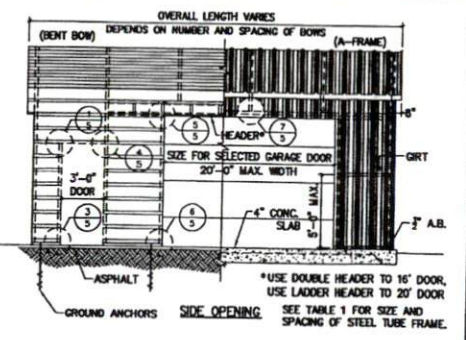 OVERALL LENGTH VARIES
DEPENDS ON NUMBER AND SPACING OF BOWS
(BENT BOW)
(A-FRAME)
1
5
5
7
5
6"
HEADER*
4
5
SIZE FOR SELECTED GARAGE DOOR
GIRT
20'-0" MAX. WIDTH
3'-0"
DOOR
5'-0" MAX.
3
5
6
5
4" CONC.
SLAB
½" A.B.
ASPHALT
*USE DOUBLE HEADER TO 16' DOOR,
USE LADDER HEADER TO 20' DOOR
GROUND ANCHORS
SIDE OPENING
SEE TABLE 1 FOR SIZE AND
SPACING OF STEEL TUBE FRAME.